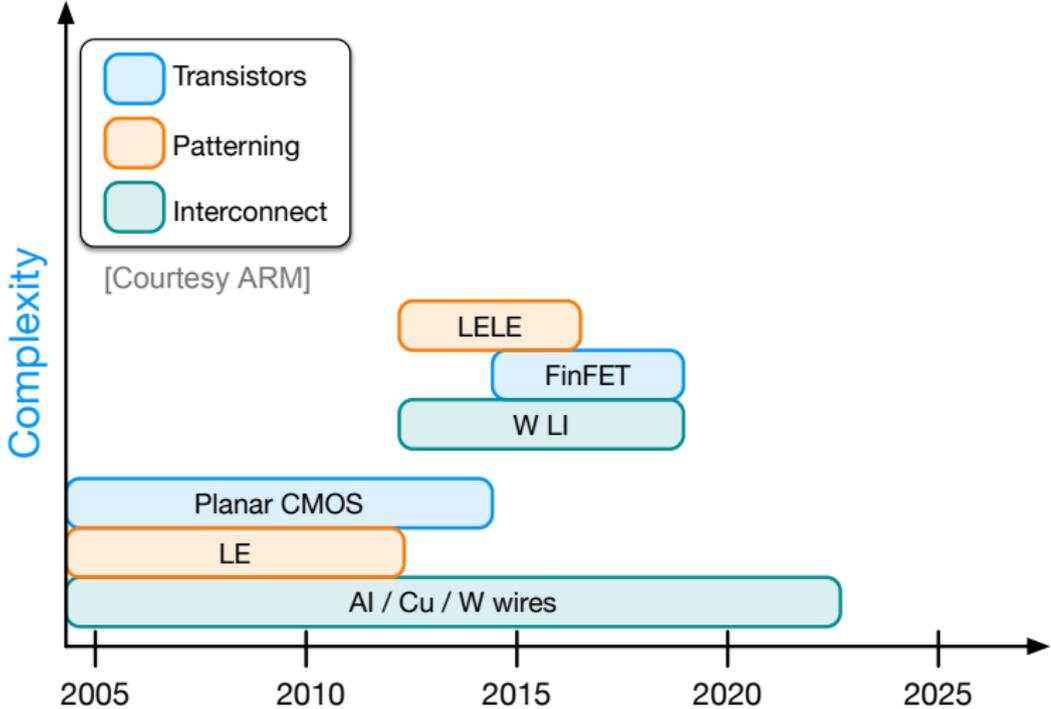 Transistors
Patterning
Interconnect
[Courtesy ARM]
Complexity
LELE
FinFET
W LI
Planar CMOS
LE
Al / Cu / W wires
2005 2010 2015 2020 2025